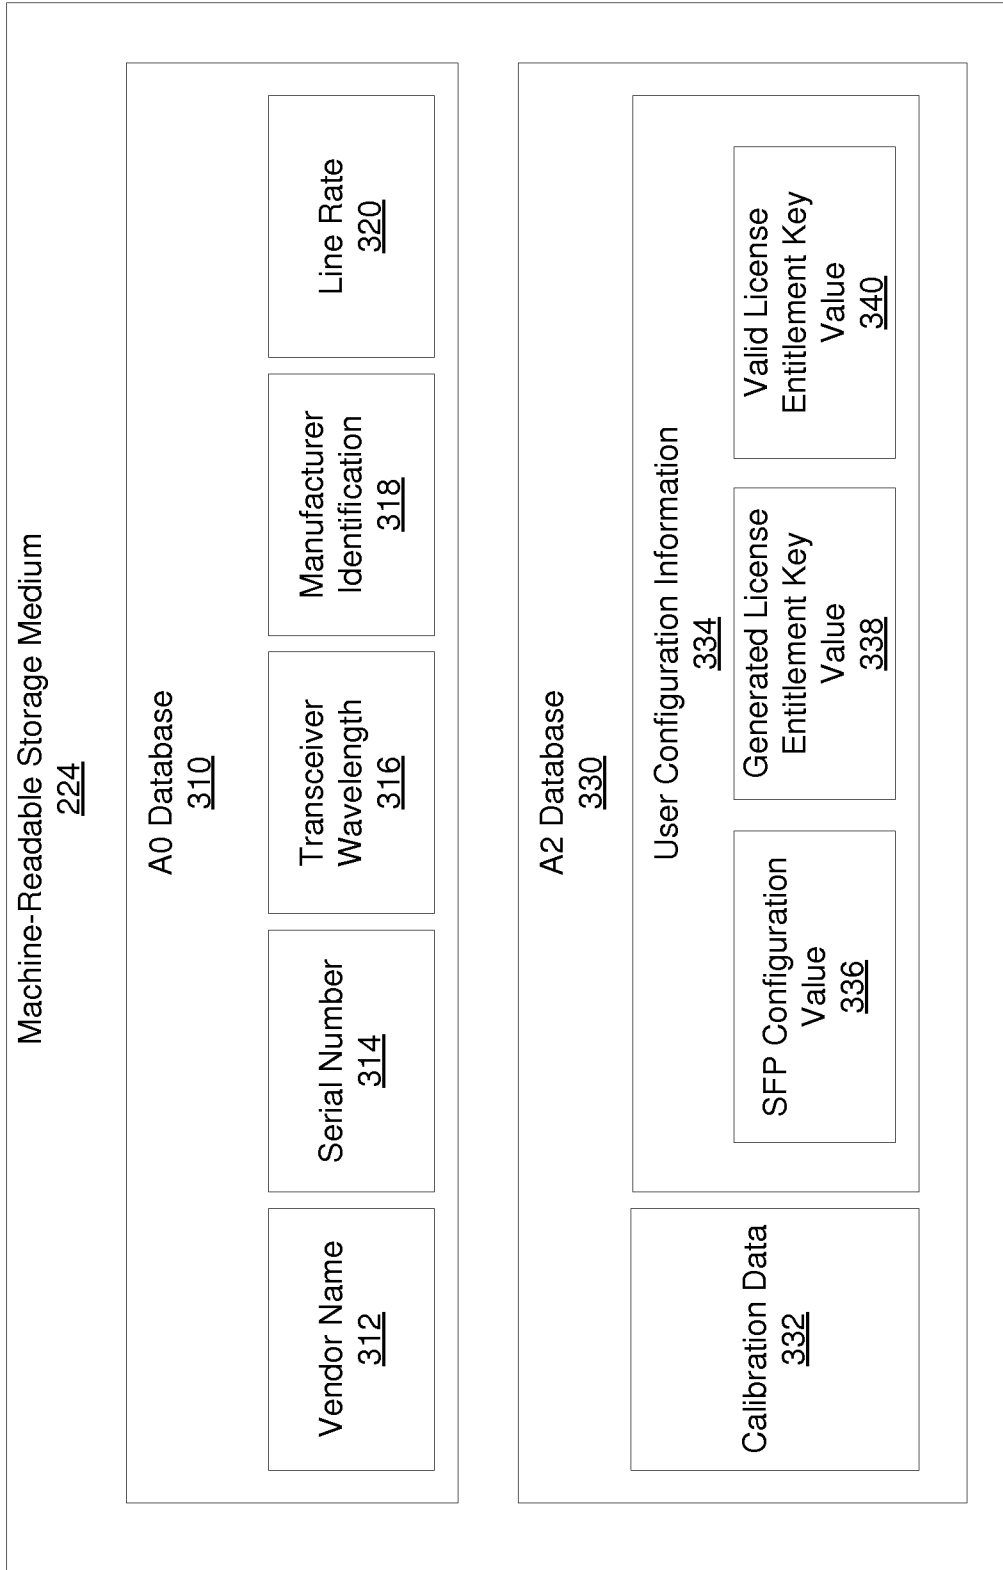 Machine-Readable Storage Medium
224
A0 Database
310
Vendor Name
312
Serial Number
314
Transceiver
Wavelength
316
Manufacturer
Identification
318
Line Rate
320
A2 Database
330
Calibration Data
332
User Configuration Information
334
SFP Configuration
Value
336
Generated License
Entitlement Key
Value
338
Valid License
Entitlement Key
Value
340